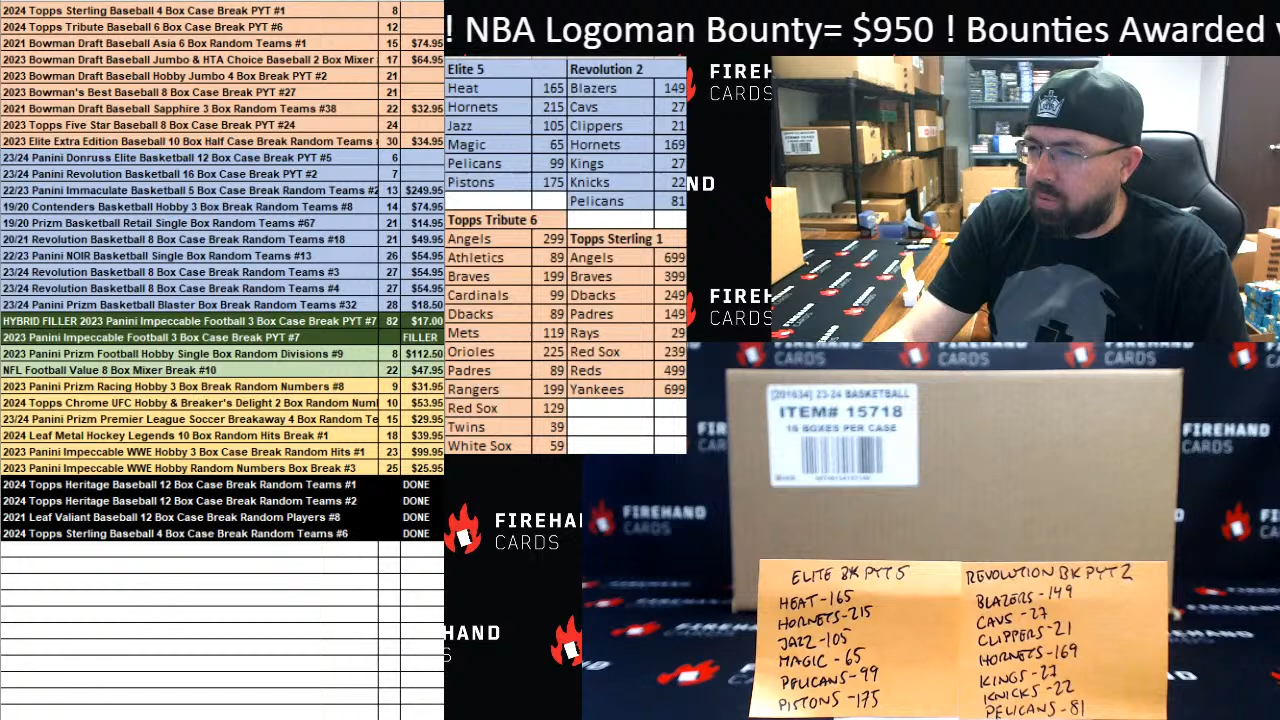 2024 Topps Sterling Baseball 4 Box Case Break PYT #1 8
2024 Topps Tribute Baseball 6 Box Case Break PYT #6 12
2021 Bowman Draft Baseball Asia 6 Box Random Teams #1 15 $74.95
2023 Bowman Draft Baseball Jumbo & HTA Choice Baseball 2 Box Mixer 17 $64.95
2023 Bowman Draft Baseball Hobby Jumbo 4 Box Break PYT #2 21
2023 Bowman's Best Baseball 8 Box Case Break PYT #27 21
2021 Bowman Draft Baseball Sapphire 3 Box Random Teams #38 22 $32.95
2023 Topps Five Star Baseball 8 Box Case Break PYT #24 24
2023 Elite Extra Edition Baseball 10 Box Half Case Break Random Teams 30 $34.95
23/24 Panini Donruss Elite Basketball 12 Box Case Break PYT #5 6
23/24 Panini Revolution Basketball 16 Box Case Break PYT #2 7
22/23 Panini Immaculate Basketball 5 Box Case Break Random Teams #2 13 $249.95
19/20 Contenders Basketball Hobby 3 Box Random Teams #8 14 $74.95
19/20 Prizm Basketball Retail Single Box Random Teams #67 21 $14.95
20/21 Revolution Basketball 8 Box Case Break Random Teams #18 21 $49.95
22/23 Panini NOIR Basketball Single Box Random Teams #13 26 $54.95
23/24 Revolution Basketball 8 Box Case Break Random Teams #3 27 $54.95
23/24 Revolution Basketball 8 Box Case Break Random Teams #4 27 $54.95
23/24 Panini Prizm Basketball Blaster Box Break Random Teams #32 28 $18.50
HYBRID FILLER 2023 Panini Impeccable Football 3 Box Case Break PYT #7 82 $17.00
2023 Panini Impeccable Football 3 Box Case Break PYT #7 FILLER
2023 Panini Prizm Football Hobby Single Box Random Divisions #9 8 $112.50
NFL Football Value 8 Box Mixer Break #10 22 $47.95
2023 Panini Prizm Racing Hobby 3 Box Break Random Numbers #8 9 $31.95
2024 Topps Chrome UFC Hobby & Breaker's Delight 2 Box Random Numl 10 $53.95
23/24 Panini Prizm Premier League Soccer Breakaway 4 Box Random Te 15 $29.95
2024 Leaf Metal Hockey Legends 10 Box Random Hits Break #1 18 $39.95
2023 Panini Impeccable WWE Hobby 3 Box Case Break Random Hits #1 23 $99.95
2023 Panini Impeccable WWE Hobby Random Numbers Box Break #3 25 $25.95
2024 Topps Heritage Baseball 12 Box Case Break Random Teams #1 DONE
2024 Topps Heritage Baseball 12 Box Case Break Random Teams #2 DONE
2021 Leaf Valiant Baseball 12 Box Case Break Random Players #8 DONE
2024 Topps Sterling Baseball 4 Box Case Break Random Teams #6 DONE
! NBA Logoman Bounty= $950 ! Bounties Awarded
Elite 5 Revolution 2
Heat 165 Blazers 149
Hornets 215 Cavs 27
Jazz 105 Clippers 21
Magic 65 Hornets 169
Pelicans 99 Kings 27
Pistons 175 Knicks 22
Pelicans 81
Topps Tribute 6
Angels 299 Topps Sterling 1
Athletics 89 Angels 699
Braves 199 Braves 399
Cardinals 99 Dbacks 249
Dbacks 89 Padres 149
Mets 119 Rays 29
Orioles 225 Red Sox 239
Padres 89 Reds 499
Rangers 199 Yankees 699
Red Sox 129
Twins 39
White Sox 59
FIREH
CARDS
ND
FIREH
CARDS
FIREHA
CARDS
HAND
S
[201634] 23-24 BASKETBALL
ITEM# 15718
16 BOXES PER CASE
FIREHAND
CARDS
ELITE BK PYT 5
HEAT-165
HORNETS-215
JAZZ-105
MAGIC-65
PELICANS-99
PISTONS-175
REVOLUTION BK PYT 2
BLAZERS-149
CAVS-27
CLIPPERS-21
HORNETS-169
KINGS-27
KNICKS-22
PELICANS-81